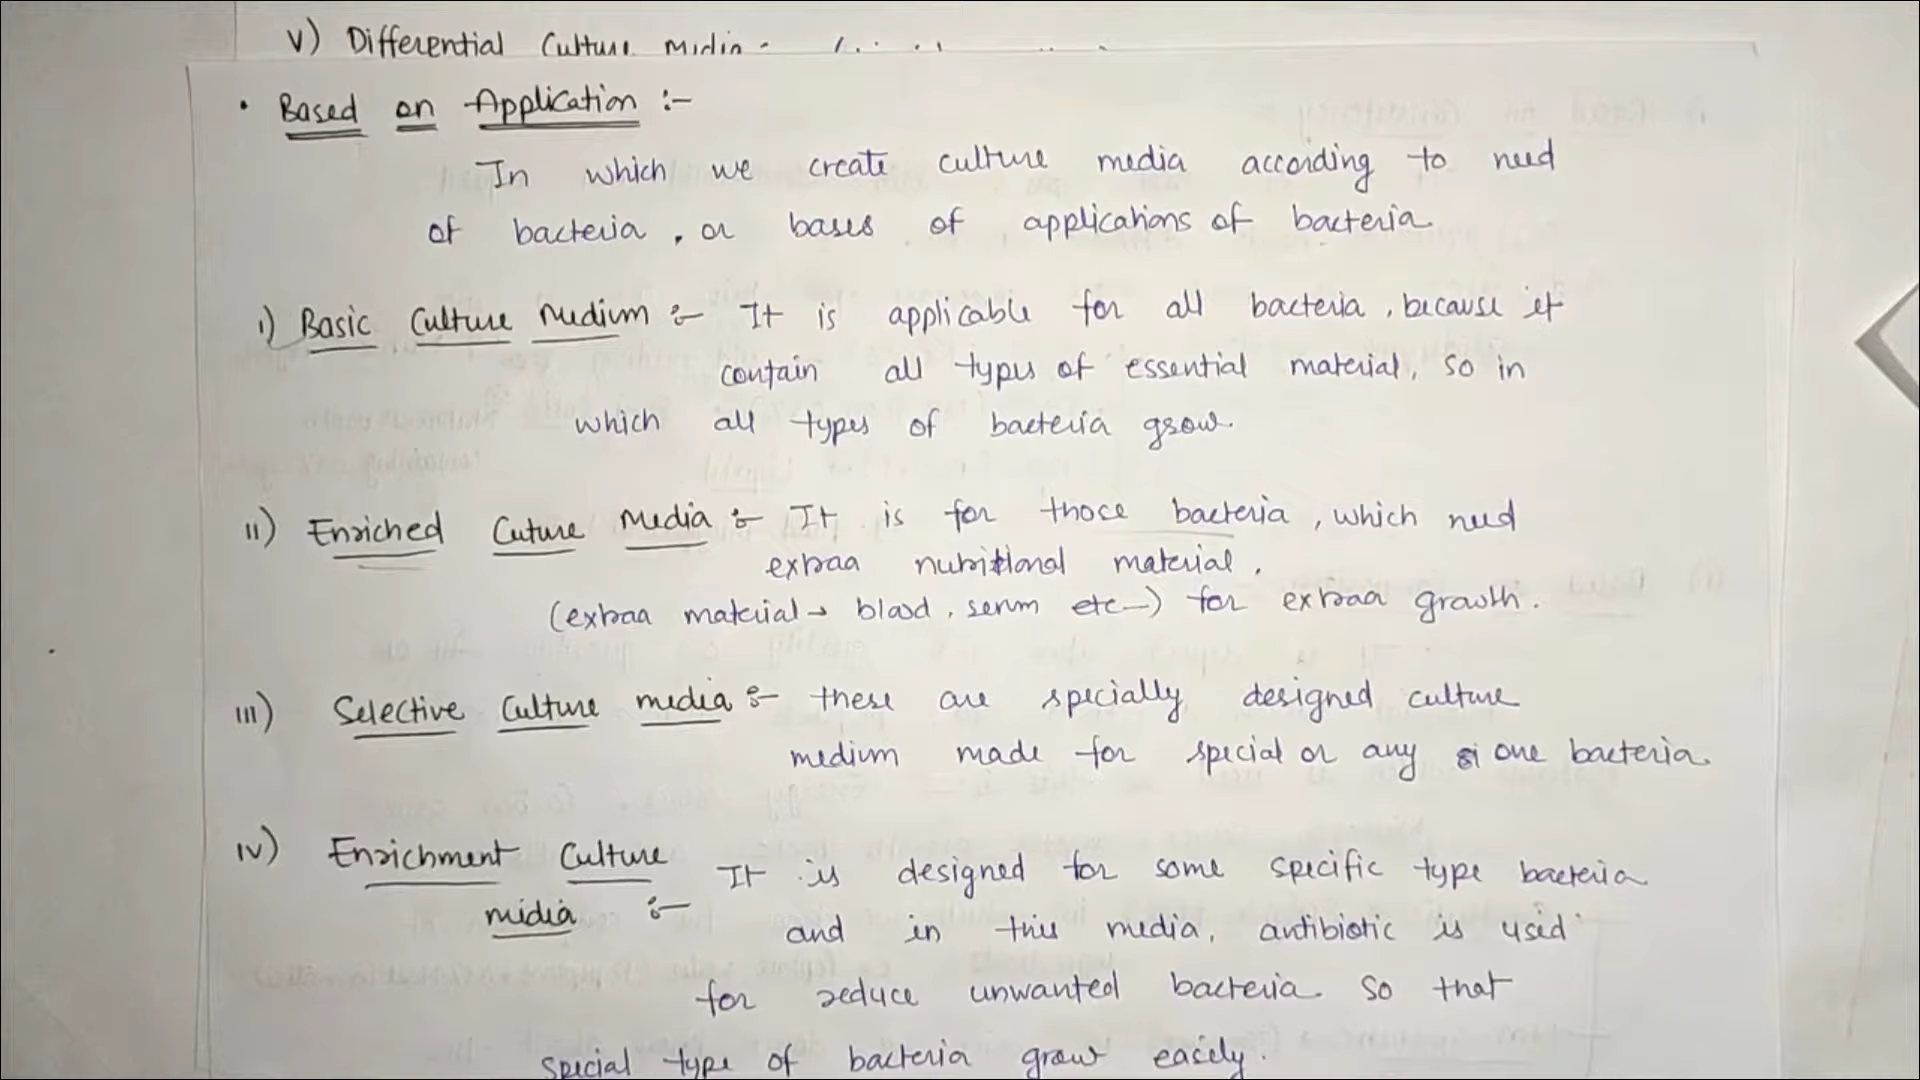 v) Differential Culture midia -
• Based on Application :-
In which we create culture media according to need
of bacteria, or bases of applications of bacteria
i) Basic Culture Medium :- It is applicable for all bacteria, because it
contain all types of essential material, so in
which all types of bacteria grow.
ii) Enriched Cuture Media :- It is for those bacteria, which need
extraa nutritional material.
(extraa material → blood, serum etc-) for extraa growth.
iii) Selective Culture media :- these are specially designed culture
medium made for special or any one bacteria.
iv) Enrichment Culture
midia :- It is designed for some specific type bacteria
and in this media, antibiotic is used
for reduce unwanted bacteria so that
special type of bacteria grow easily.